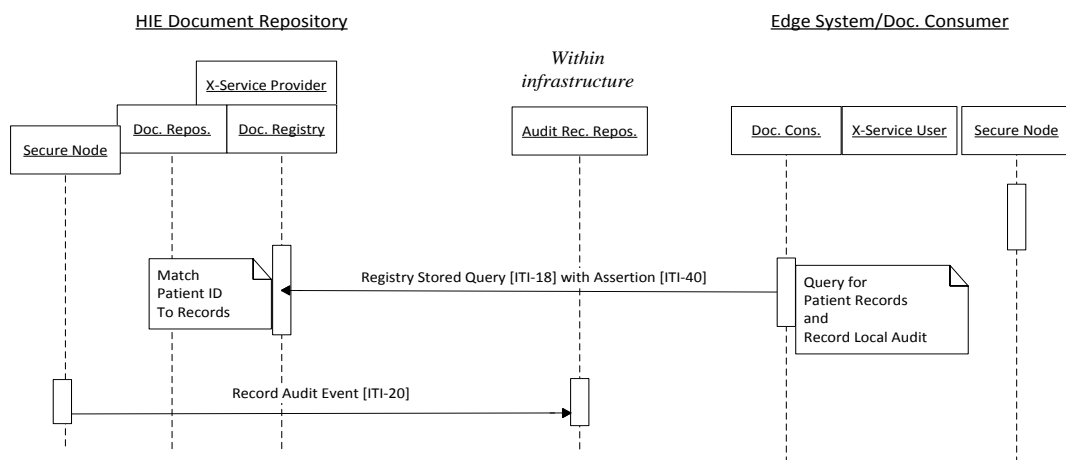 HIE Document Repository
Edge System/Doc. Consumer
Within
infrastructure
X-Service Provider
Secure Node
Doc. Repos.
Doc. Registry
Audit Rec. Repos.
Doc. Cons.
X-Service User
Secure Node
Match
Patient ID
To Records
Registry Stored Query [ITI-18] with Assertion [ITI-40]
Query for
Patient Records
and
Record Local Audit
Record Audit Event [ITI-20]